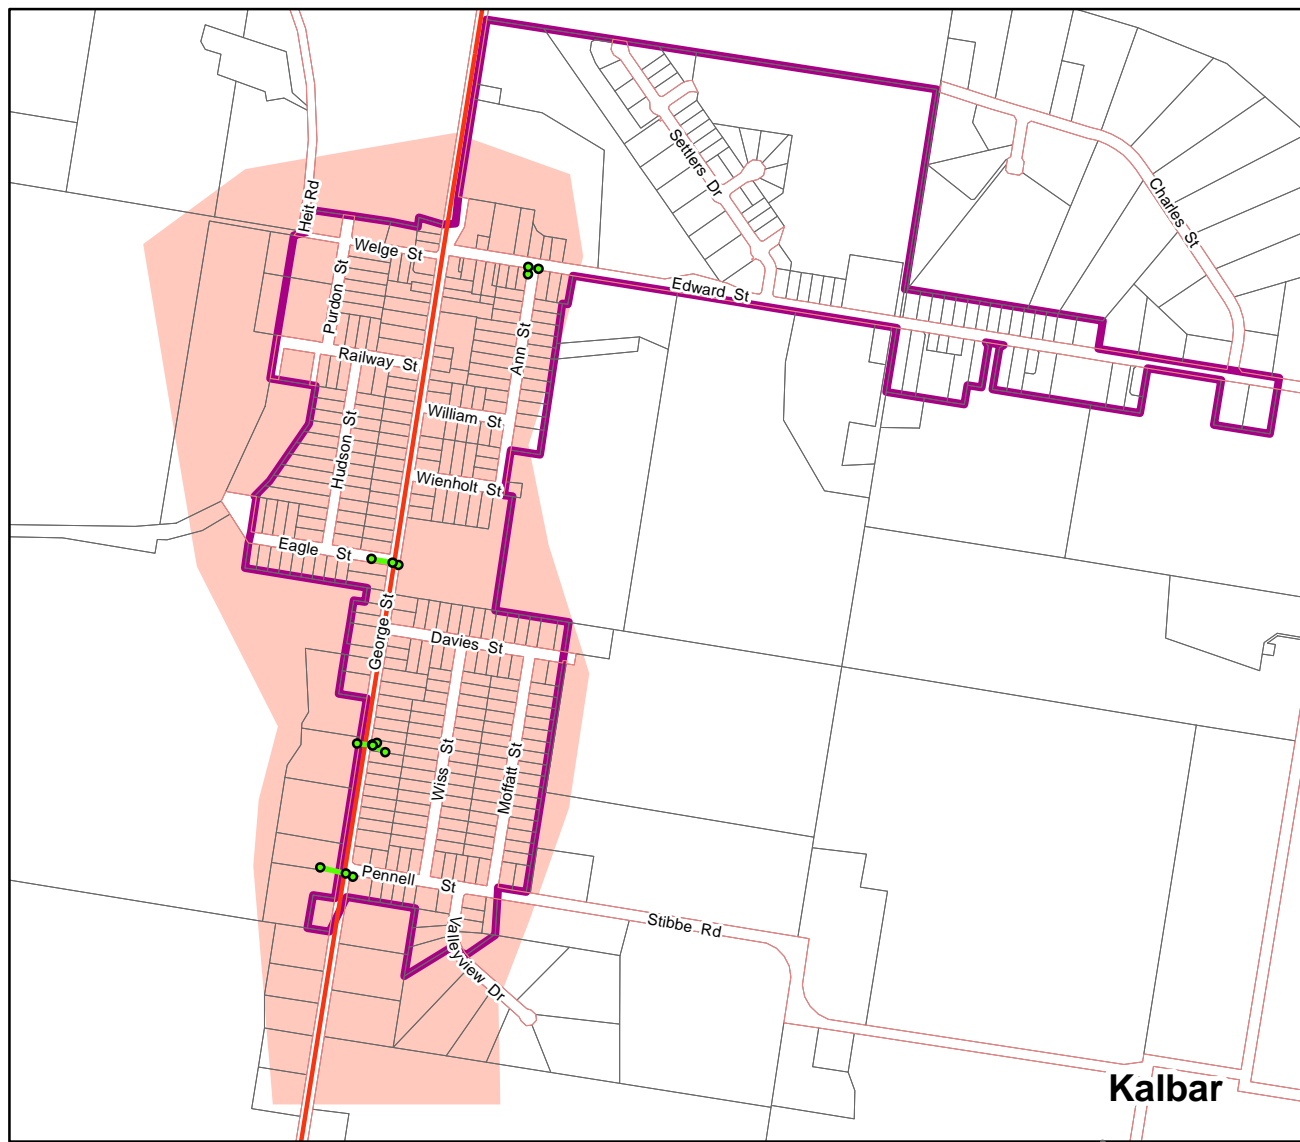 Settlers Dr
Charles St
Heit Rd
Welge St
Edward St
Purdon St
Ann St
Railway St
William St
Hudson St
Wienholt St
Eagle St
George St
Davies St
Wiss St
Moffatt St
Pennell St
Stibbe Rd
Valleyview Dr
Kalbar